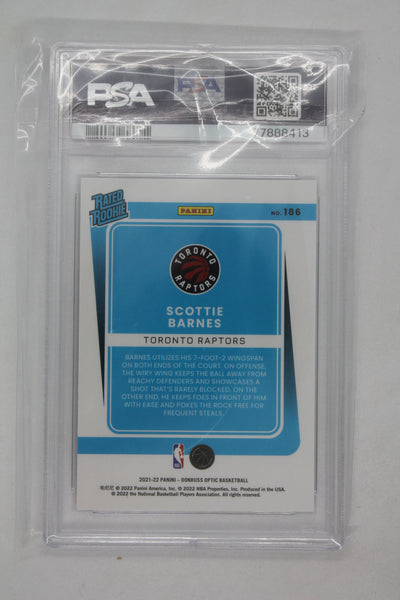 PSA
PSA
77888413
RATED
ROOKIE
PANINI
NO. 186
TORONTO
RAPTORS
SCOTTIE
BARNES
TORONTO RAPTORS
BARNES UTILIZES HIS 7-FOOT-2 WINGSPAN
ON BOTH ENDS OF THE COURT. ON OFFENSE,
THE WIRY WING KEEPS THE BALL AWAY FROM
REACHY DEFENDERS AND SHOWCASES A
SHOT THAT'S RARELY BLOCKED. ON
THE OTHER END, HE KEEPS FOES IN FRONT OF HIM
WITH EASE AND POKES THE ROCK FREE FOR
FREQUENT STEALS.
NBA
2021-22 PANINI – DONRUSS OPTIC BASKETBALL
© 2022 Panini America, Inc. © 2022 NBA Properties, Inc. Produced in the USA.
© 2022 the National Basketball Players Association. All rights reserved.